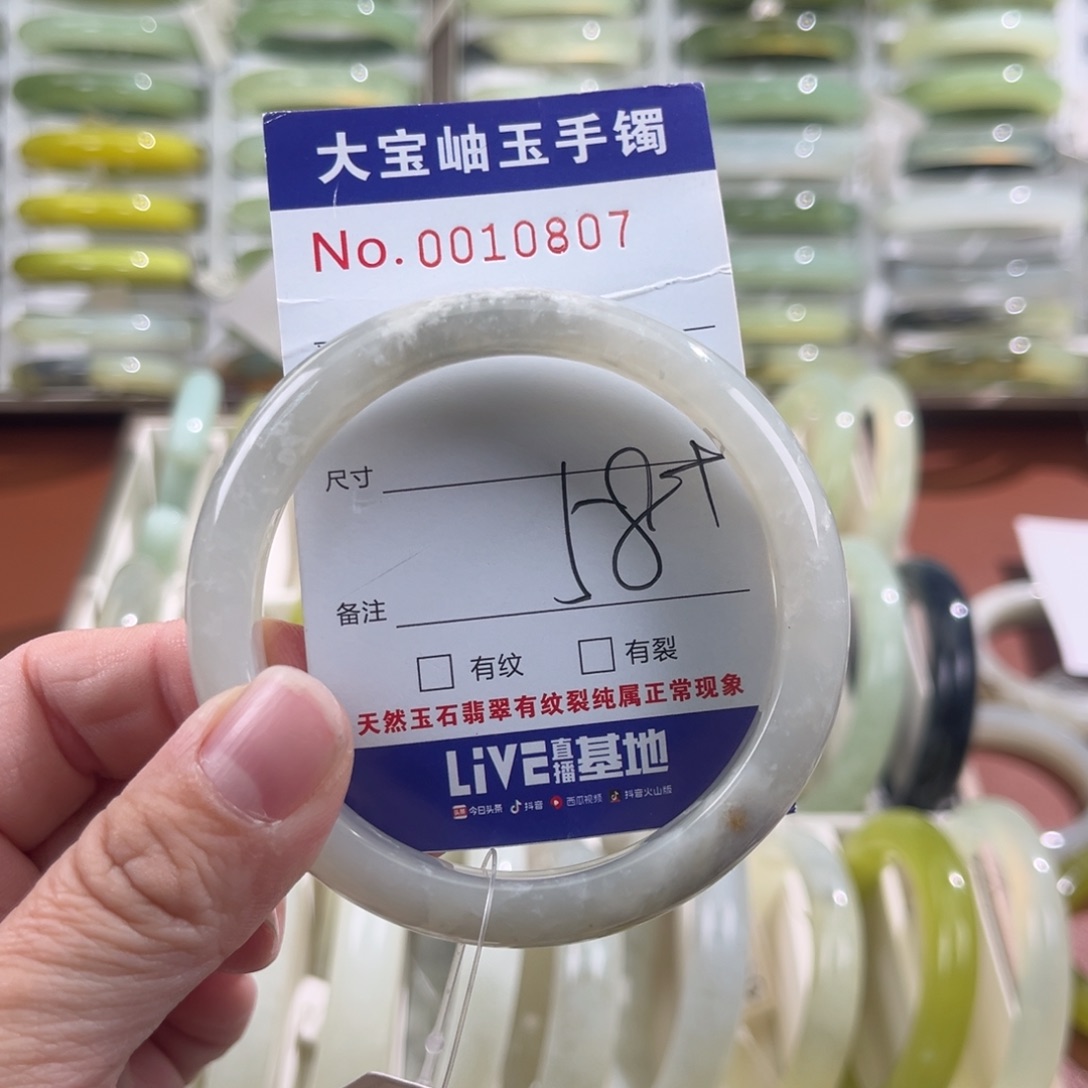 大宝岫玉手镯
No. 0010807
尺寸
58
备注
□ 有纹 □ 有裂
天然玉石翡翠有纹裂纯属正常现象
LiVE直播基地
今日头条 抖音 西瓜视频 抖音火山版